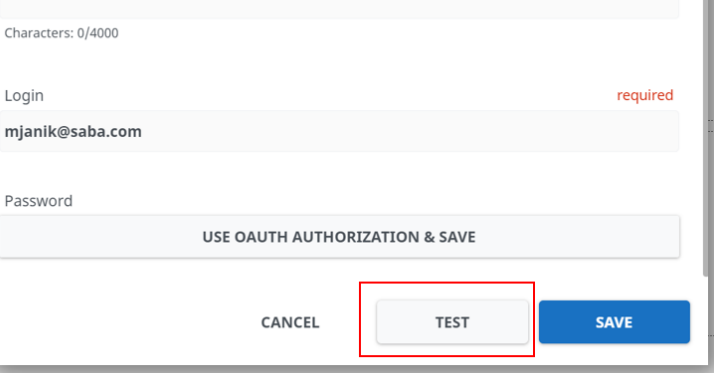 Characters: 0/4000
Login required
mjanik@saba.com
Password
USE OAUTH AUTHORIZATION & SAVE
CANCEL TEST SAVE